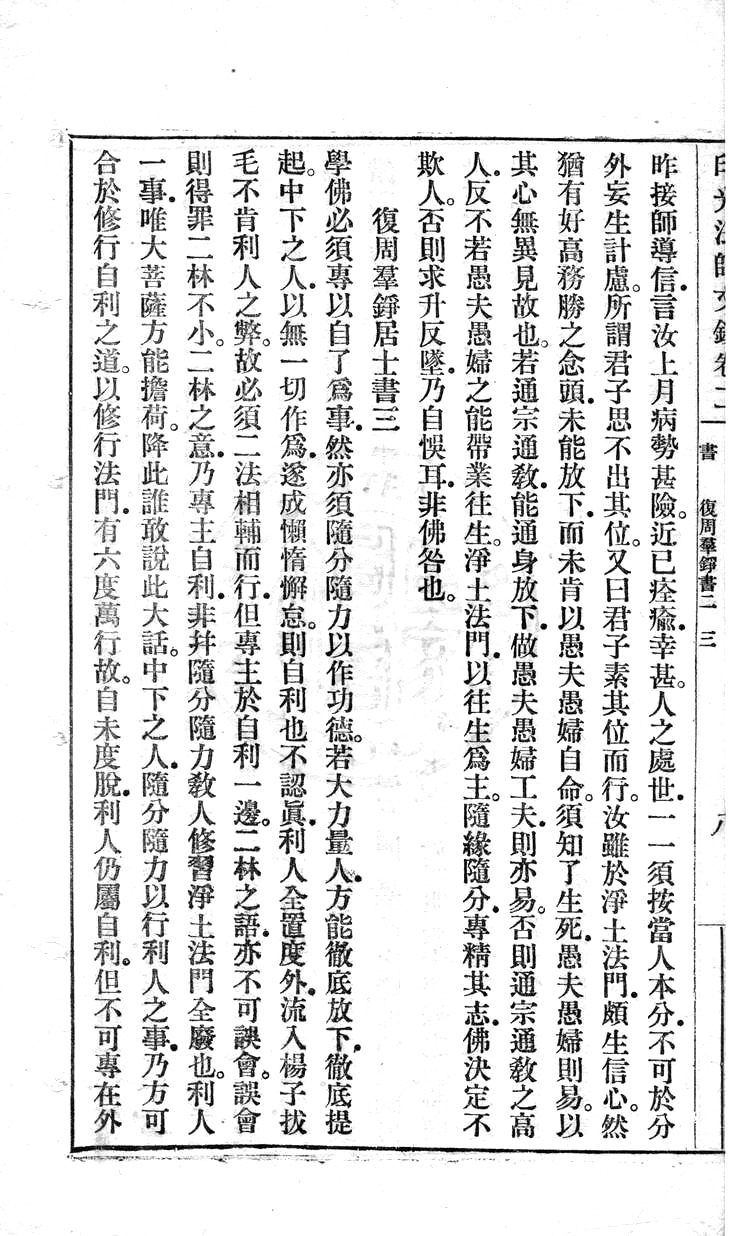 印光法師文鈔卷二 書 復周羣錚書二 三 八
昨接師導信。言汝上月病勢甚險。近已痊瘉。幸甚。人之處世。一一須按當人本分。不可於分
外妄生計慮。所謂君子思不出其位。又曰君子素其位而行。汝雖於淨土法門。頗生信心。然
猶有好高務勝之念頭。未能放下。而未肯以愚夫愚婦自命。須知了生死。愚夫愚婦則易。以
其心無異見故也。若通宗通教。能通身放下。做愚夫愚婦工夫。則亦易。否則通宗通教之高
人。反不若愚夫愚婦之能帶業往生。淨土法門。以往生爲主。隨緣隨分。專精其志。佛決定不
欺人。否則求升反墜。乃自悞耳。非佛咎也。
復周羣錚居士書三
學佛必須專以自了爲事。然亦須隨分隨力以作功德。若大力量人。方能徹底放下。徹底提
起。中下之人。以無一切作爲。遂成懶惰懈怠。則自利也不認眞。利人全置度外。流入楊子拔
毛不肯利人之弊。故必須二法相輔而行。但專主於自利一邊。二林之語。亦不可誤會。誤會
則得罪二林不小。二林之意。乃專主自利。非幷隨分隨力教人修習淨土法門全廢也。利人
一事。唯大菩薩方能擔荷。降此誰敢說此大話。中下之人。隨分隨力以行利人之事。乃方可
合於修行自利之道。以修行法門。有六度萬行故。自未度脫。利人仍屬自利。但不可專在外